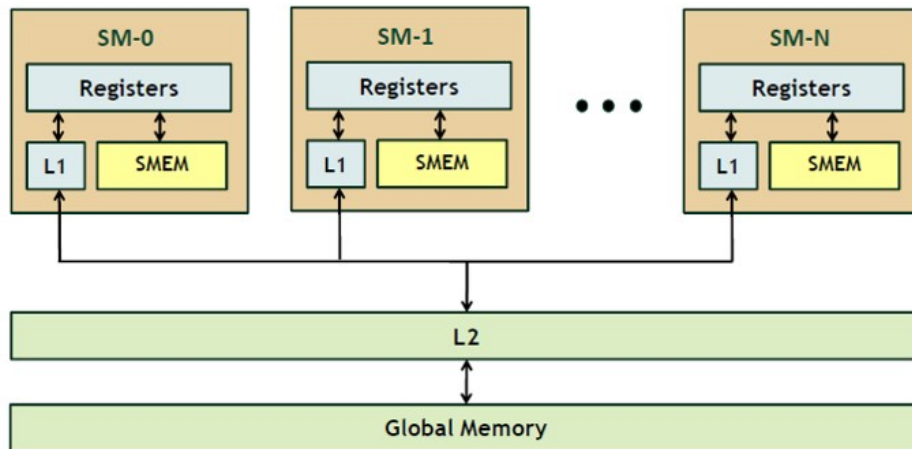 SM-0
SM-1
SM-N
Registers
Registers
Registers
L1
SMEM
L1
SMEM
L1
SMEM
L2
Global Memory